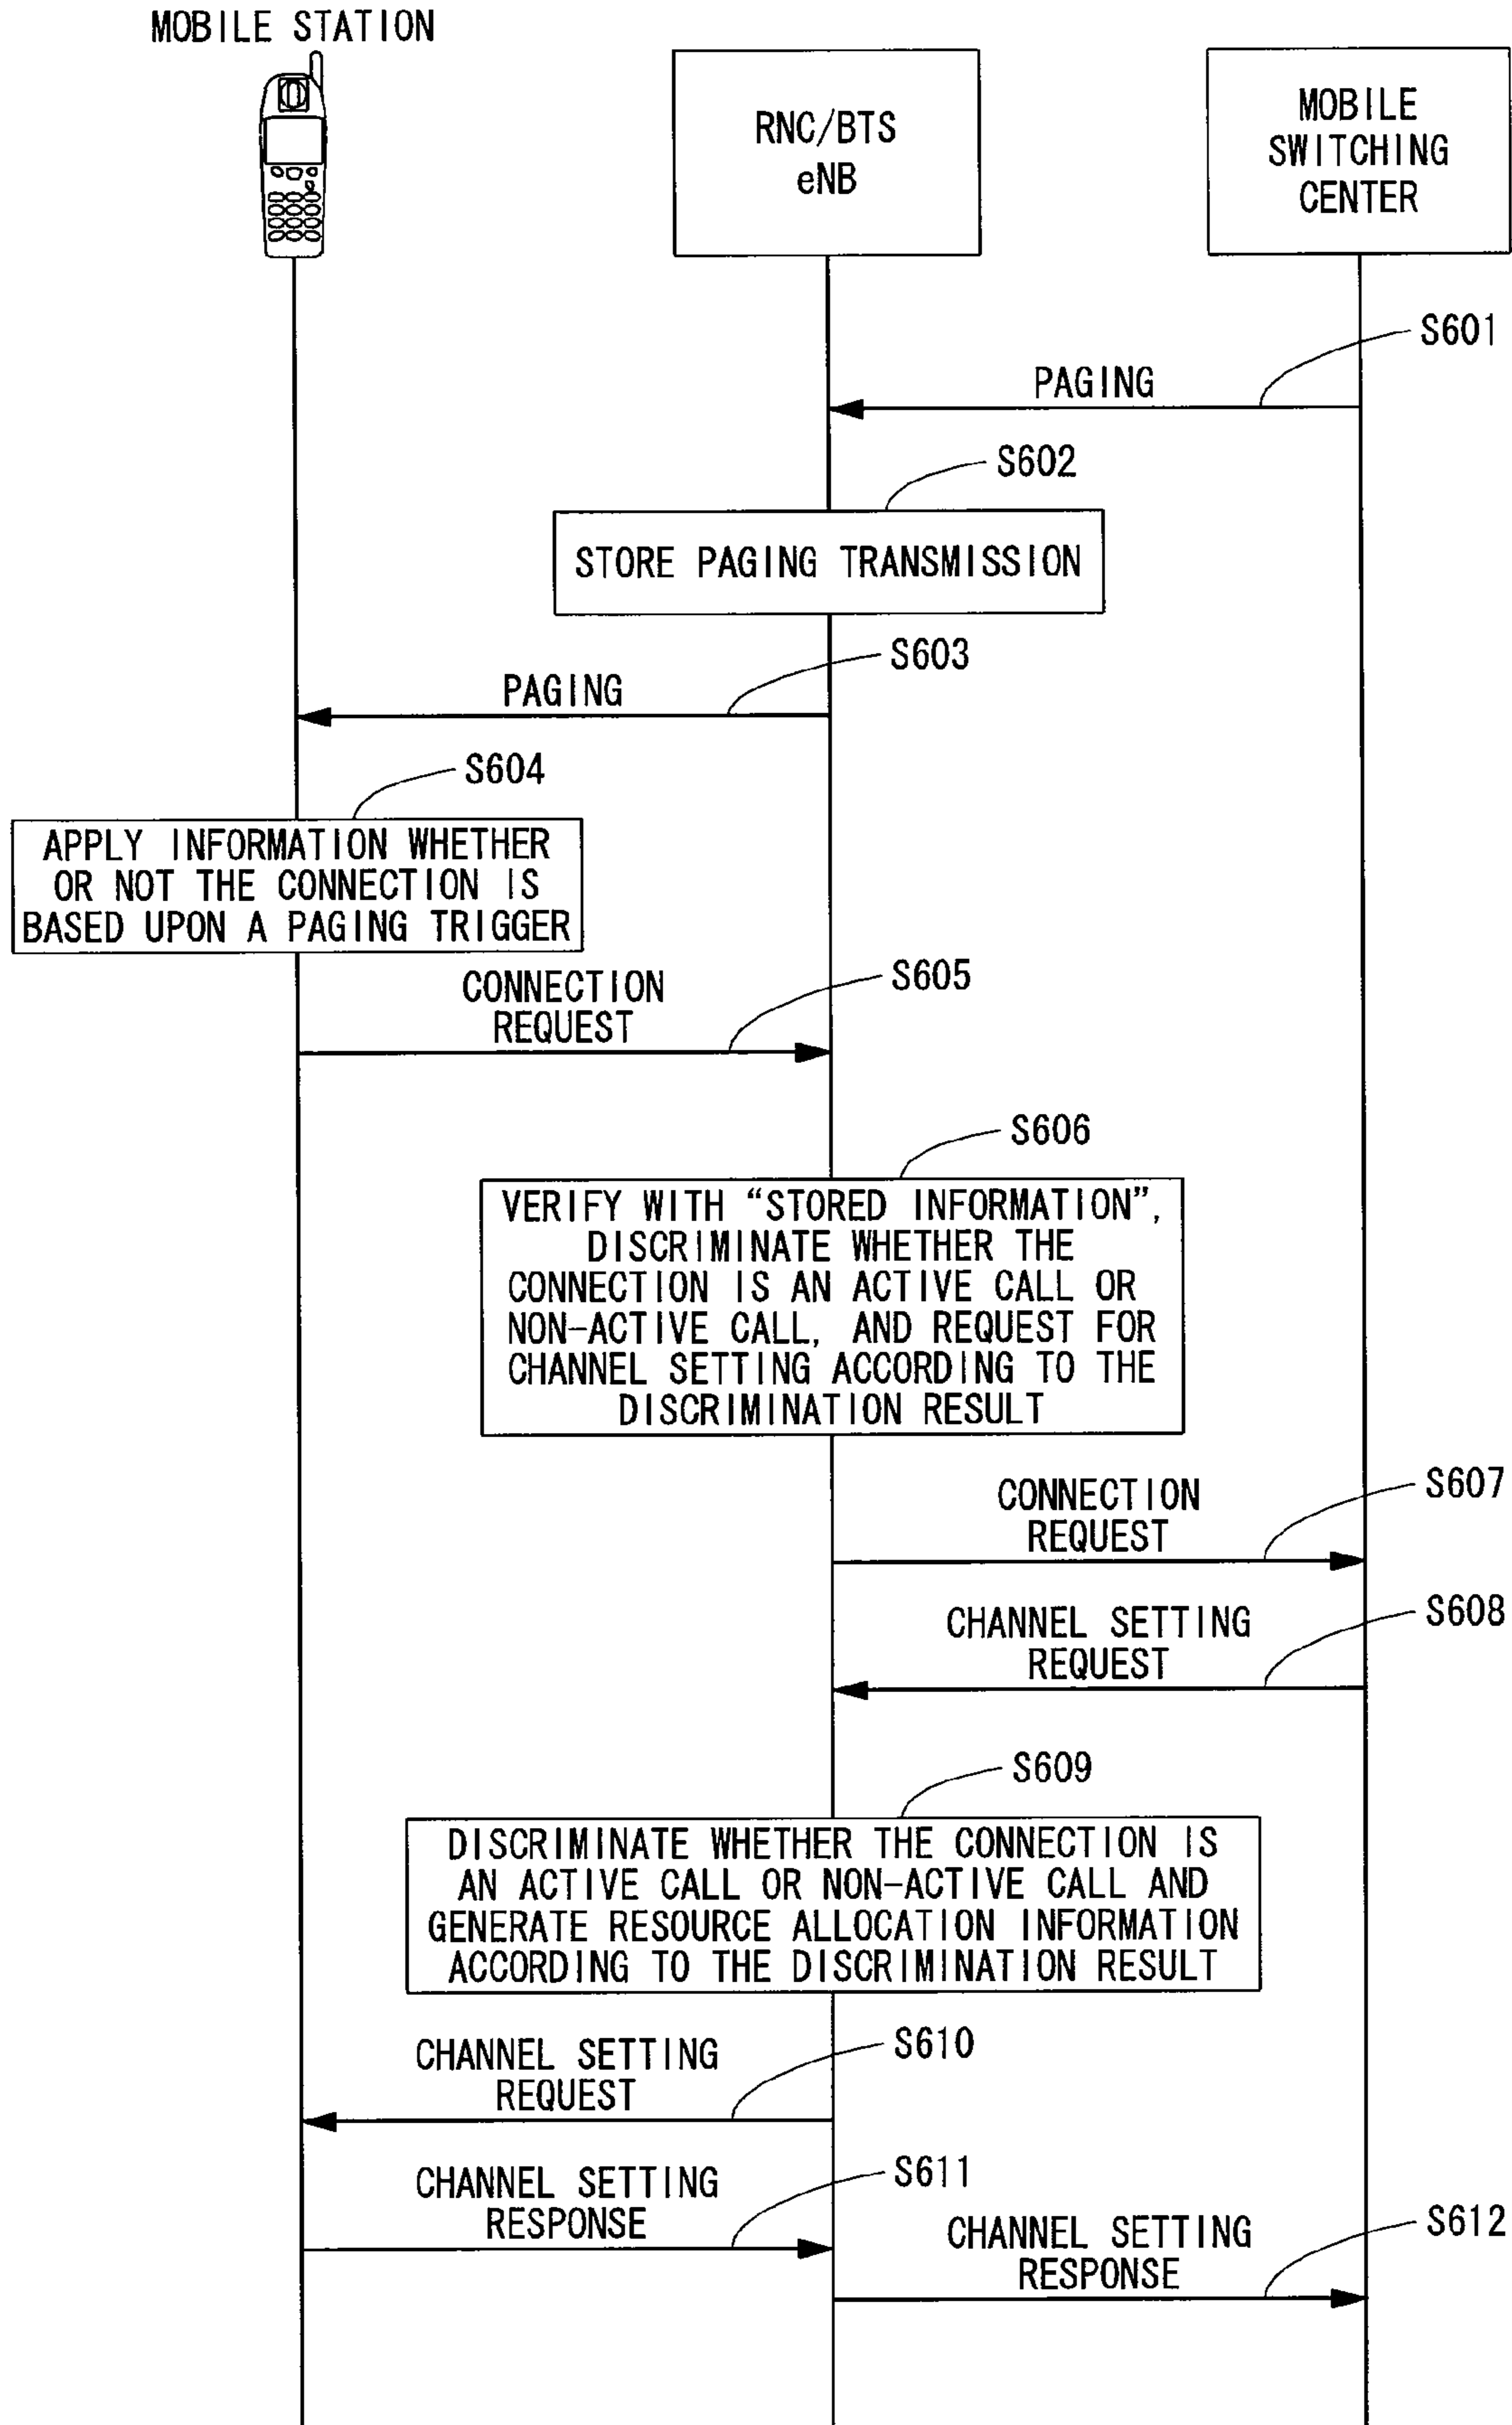 MOBILE STATION
RNC/BTS
eNB
MOBILE
SWITCHING
CENTER
S601
PAGING
S602
STORE PAGING TRANSMISSION
S603
PAGING
S604
APPLY INFORMATION WHETHER
OR NOT THE CONNECTION IS
BASED UPON A PAGING TRIGGER
S605
CONNECTION
REQUEST
S606
VERIFY WITH “STORED INFORMATION”,
DISCRIMINATE WHETHER THE
CONNECTION IS AN ACTIVE CALL OR
NON-ACTIVE CALL, AND REQUEST FOR
CHANNEL SETTING ACCORDING TO THE
DISCRIMINATION RESULT
S607
CONNECTION
REQUEST
S608
CHANNEL SETTING
REQUEST
S609
DISCRIMINATE WHETHER THE CONNECTION IS
AN ACTIVE CALL OR NON-ACTIVE CALL AND
GENERATE RESOURCE ALLOCATION INFORMATION
ACCORDING TO THE DISCRIMINATION RESULT
S610
CHANNEL SETTING
REQUEST
S611
CHANNEL SETTING
RESPONSE
S612
CHANNEL SETTING
RESPONSE